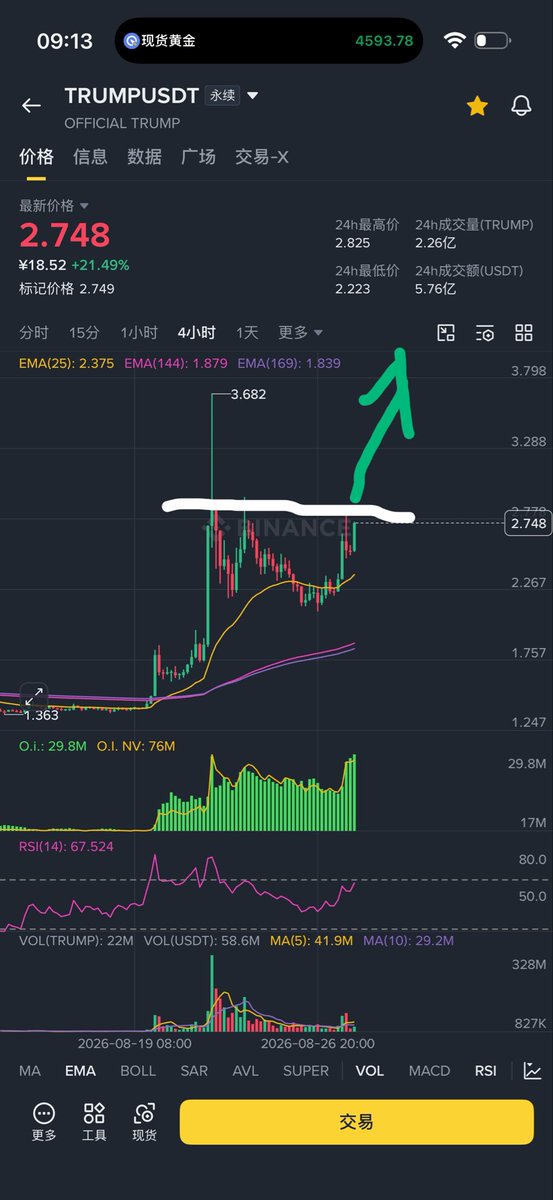 09:13
现货黄金
4593.78
TRUMPUSDT 永续
OFFICIAL TRUMP
价格 信息 数据 广场 交易-X
最新价格
2.748
¥18.52 +21.49%
标记价格 2.749
24h最高价
2.825
24h成交量(TRUMP)
2.26亿
24h最低价
2.223
24h成交额(USDT)
5.76亿
分时 15分 1小时 4小时 1天 更多
EMA(25): 2.375 EMA(144): 1.879 EMA(169): 1.839
3.798
3.682
3.288
BINANCE
2.748
2.267
1.757
1.363
1.247
O.i.: 29.8M O.I. NV: 76M
29.8M
17M
RSI(14): 67.524
80.0
50.0
VOL(TRUMP): 22M VOL(USDT): 58.6M MA(5): 41.9M MA(10): 29.2M
328M
827K
2026-08-19 08:00 2026-08-26 20:00
MA EMA BOLL SAR AVL SUPER VOL MACD RSI
更多 工具 现货 交易